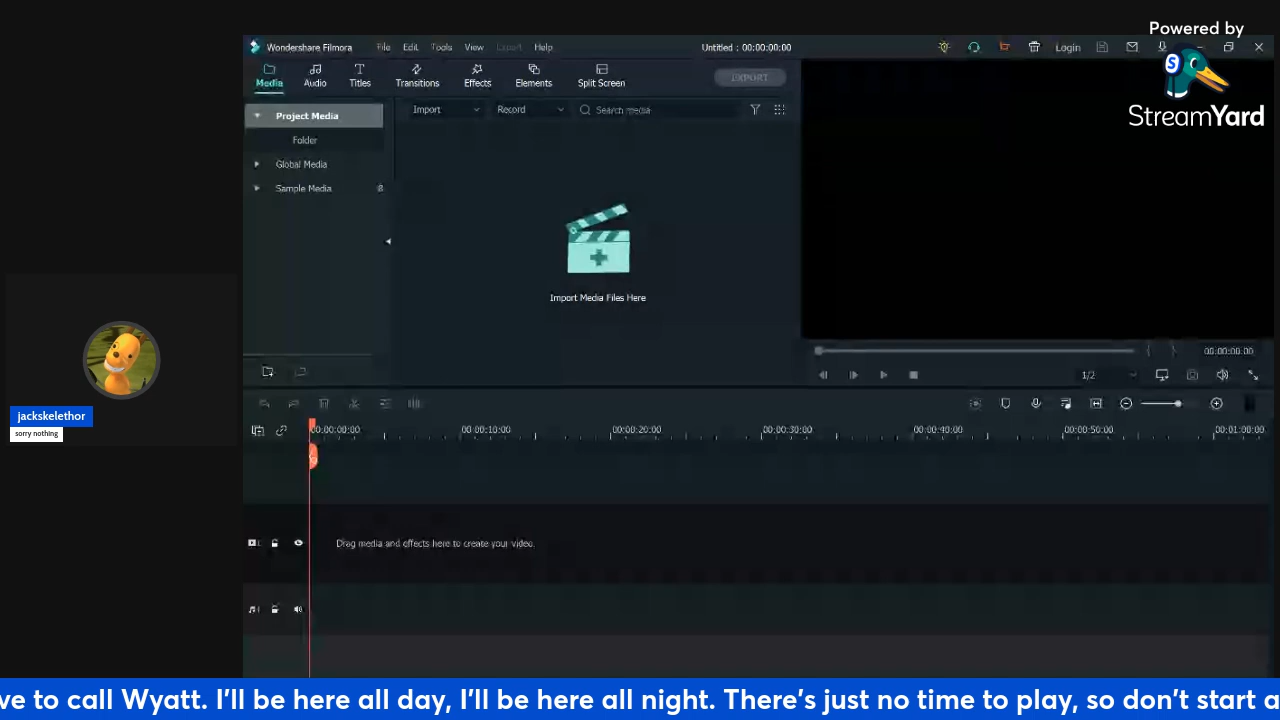 Powered by
StreamYard
Wondershare Filmora File Edit Tools View Export Help Untitled : 00:00:00:00 Login
Media Audio Titles Transitions Effects Elements Split Screen EXPORT
Project Media Import Record Search media
Folder
Global Media
Sample Media 8
Import Media Files Here
00:00:00:00
1/2
jackskelethor
sorry nothing
00:00:00:00 00:00:10:00 00:00:20:00 00:00:30:00 00:00:40:00 00:00:50:00 00:01:00:00
Drag media and effects here to create your video.
ve to call Wyatt. I'll be here all day, I'll be here all night. There's just no time to play, so don't start a